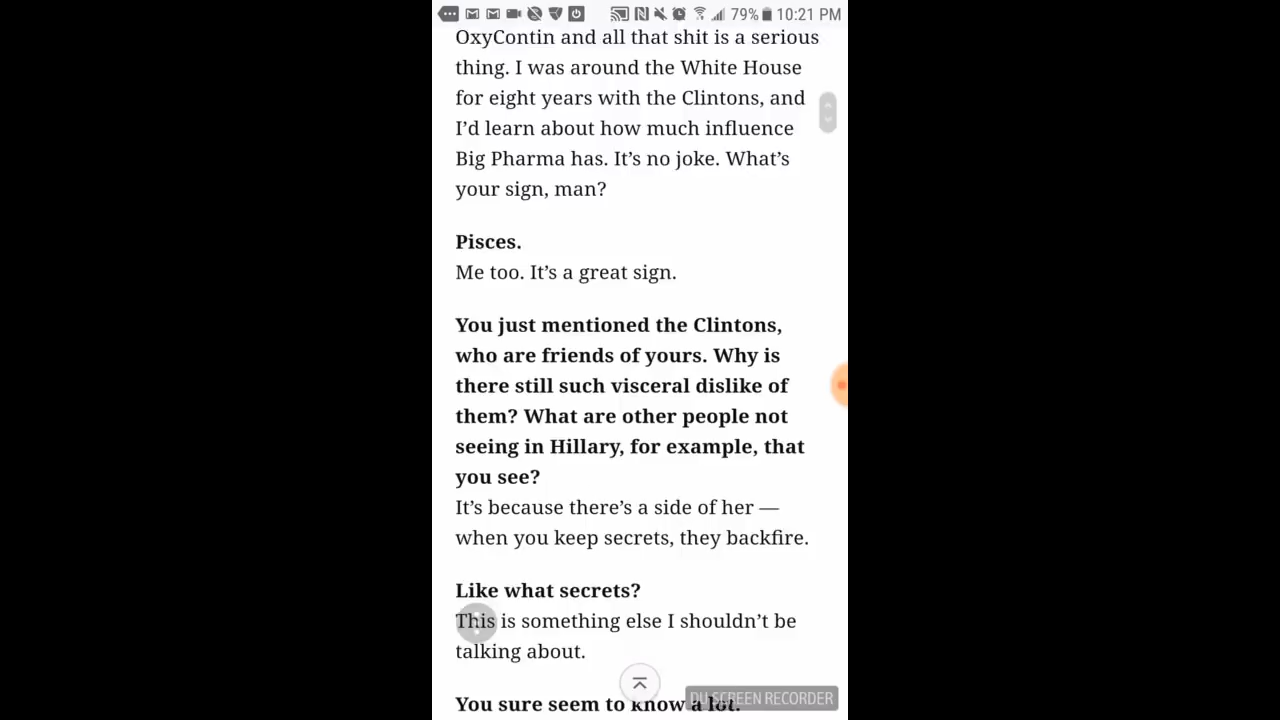 79% 10:21 PM
OxyContin and all that shit is a serious
thing. I was around the White House
for eight years with the Clintons, and
I’d learn about how much influence
Big Pharma has. It’s no joke. What’s
your sign, man?
Pisces.
Me too. It’s a great sign.
You just mentioned the Clintons,
who are friends of yours. Why is
there still such visceral dislike of
them? What are other people not
seeing in Hillary, for example, that
you see?
It’s because there’s a side of her —
when you keep secrets, they backfire.
Like what secrets?
This is something else I shouldn’t be
talking about.
You sure seem to know a lot.
DU SCREEN RECORDER